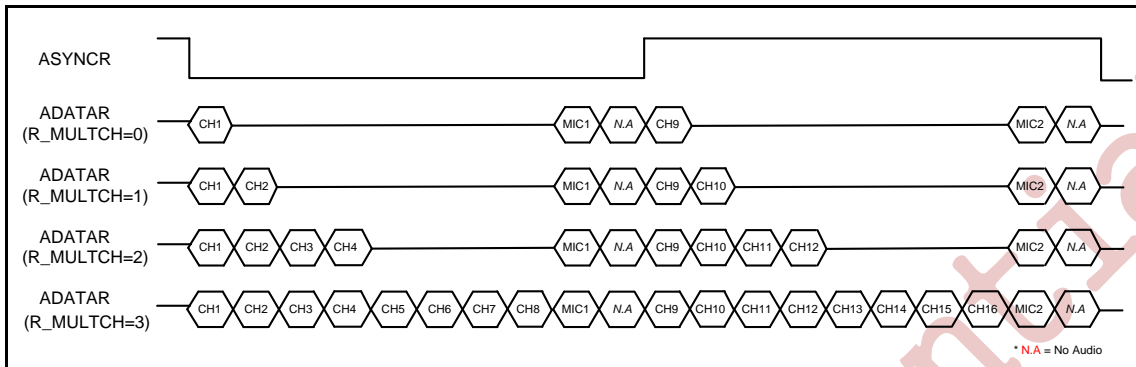 ASYNCR
ADATAR
(R_MULTCH=0)
CH1 MIC1 N.A CH9 MIC2 N.A
ADATAR
(R_MULTCH=1)
CH1 CH2 MIC1 N.A CH9 CH10 MIC2 N.A
ADATAR
(R_MULTCH=2)
CH1 CH2 CH3 CH4 MIC1 N.A CH9 CH10 CH11 CH12 MIC2 N.A
ADATAR
(R_MULTCH=3)
CH1 CH2 CH3 CH4 CH5 CH6 CH7 CH8 MIC1 N.A CH9 CH10 CH11 CH12 CH13 CH14 CH15 CH16 MIC2 N.A
* N.A = No Audio